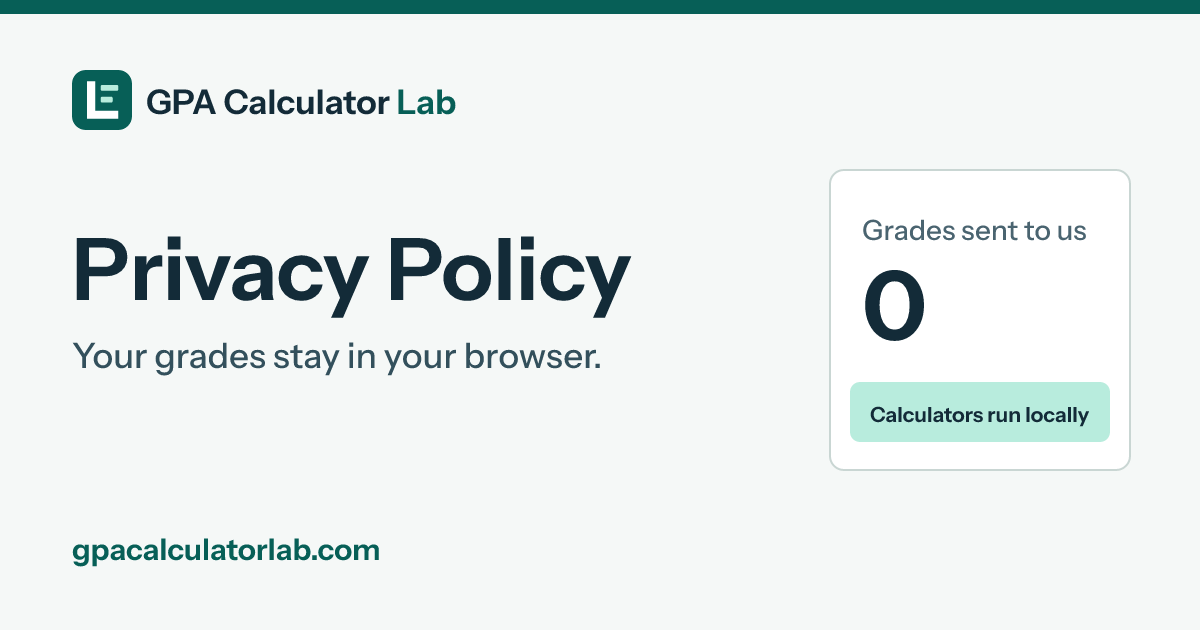 GPA Calculator Lab
Privacy Policy
Your grades stay in your browser.
Grades sent to us
0
Calculators run locally
gpacalculatorlab.com